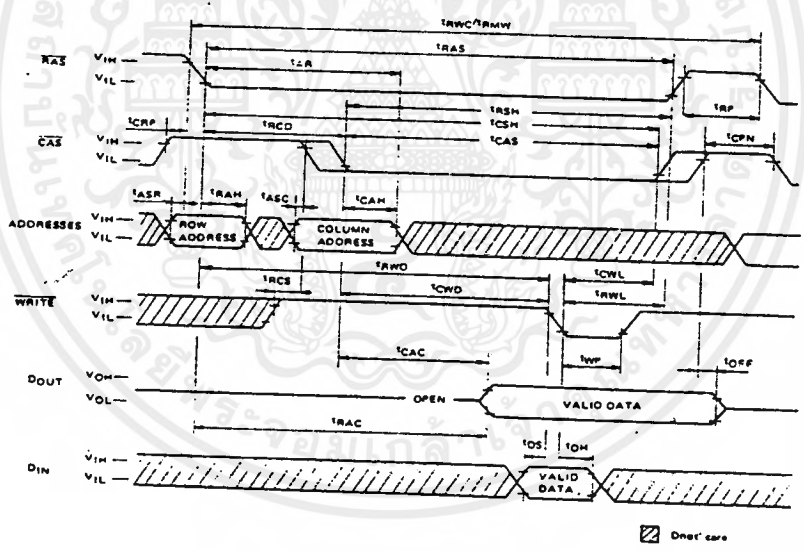 tRWC/tRMW
tRAS
RAS VIH
VIL
tAR
tRSH
tRP
tCSH
tCRP
tRCD
tCAS
tCPN
CAS VIH
VIL
tASR
tRAH
tASC
tCAH
ADDRESSES VIH
VIL
ROW
ADDRESS
COLUMN
ADDRESS
tRWD
tCWL
tRCS
tCWD
tRWL
WRITE VIH
VIL
tCAC
tWP
tOFF
DOUT VOH
VOL
OPEN
VALID DATA
tRAC
tDS
tDH
DIN VIH
VIL
VALID
DATA
Dnot' care